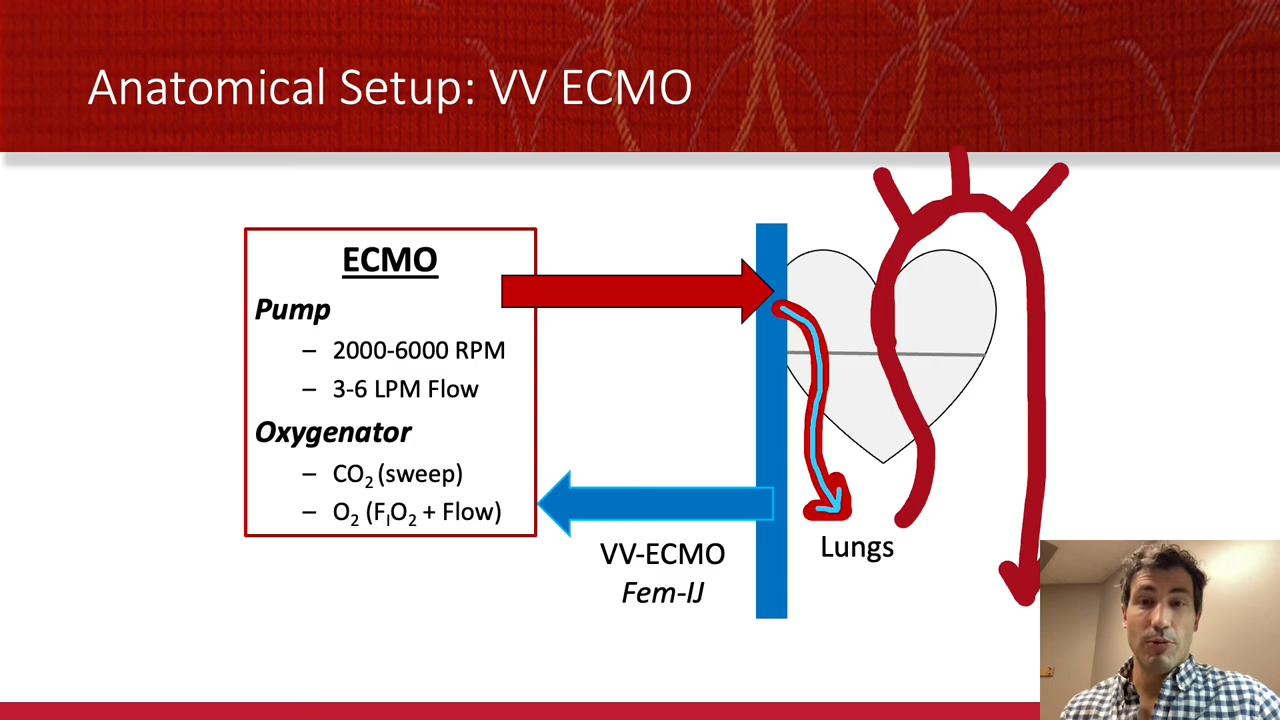 Anatomical Setup: VV ECMO
ECMO
Pump
– 2000-6000 RPM
– 3-6 LPM Flow
Oxygenator
– CO₂ (sweep)
– O₂ (FᵢO₂ + Flow)
VV-ECMO
Fem-IJ
Lungs